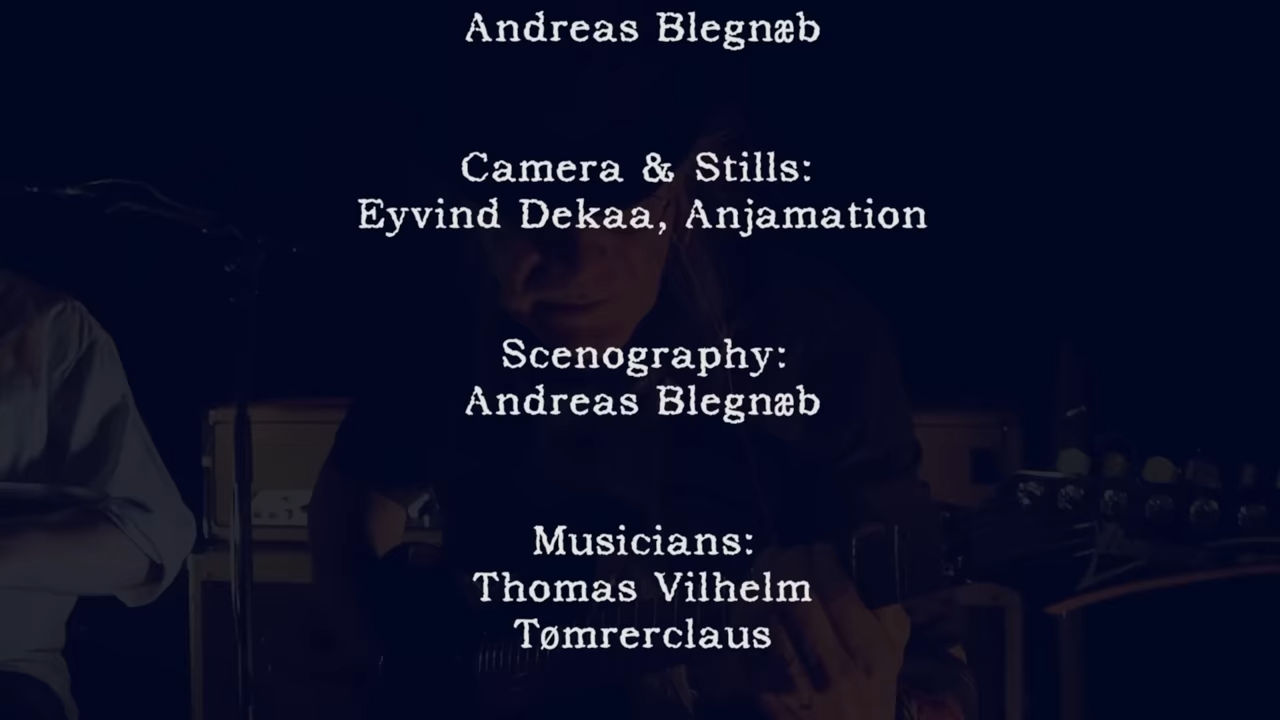 Andreas Blegnæb
Camera & Stills:
Eyvind Dekaa, Anjamation
Scenography:
Andreas Blegnæb
Musicians:
Thomas Vilhelm
Tømrerclaus